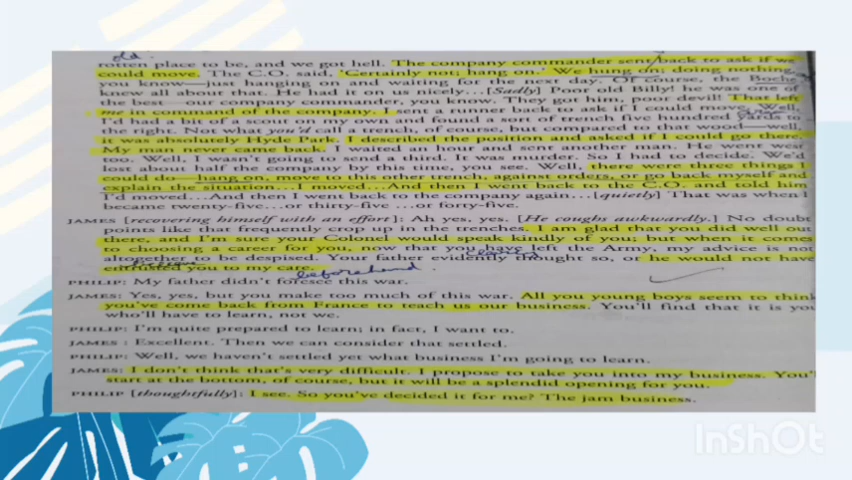 rotten place to be, and we got hell. The company commander sent back to ask if we
could move. The C.O. said, 'Certainly not; hang on.' We hung on; doing nothing,
you know—just hanging on and waiting for the next day. Of course, the Boche
knew all about that. He had it on us nicely... [Sadly] Poor old Billy! he was one of
the best—our company commander, you know. They got him, poor devil! That left
me in command of the company. I sent a runner back to ask if I could move. Well,
I'd had a bit of a scout on my own and found a sort of trench five hundred yards to
the right. Not what you'd call a trench, of course, but compared to that wood—well,
it was absolutely Hyde Park. I described the position and asked if I could go there.
My man never came back. I waited an hour and sent another man. He went west
too. Well, I wasn't going to send a third. It was murder. So I had to decide. We'd
lost about half the company by this time, you see. Well, there were three things I
could do—hang on, move to this other trench, against orders, or go back myself and
explain the situation... I moved...And then I went back to the C.O. and told him
I'd moved...And then I went back to the company again... [quietly] That was when I
became twenty-five... or thirty-five ...or forty-five.
JAMES [recovering himself with an effort]: Ah yes, yes. [He coughs awkwardly.] No doubt
points like that frequently crop up in the trenches. I am glad that you did well out
there, and I'm sure your Colonel would speak kindly of you; but when it comes
to choosing a career for you, now that you have left the Army, my advice is not
altogether to be despised. Your father evidently thought so, or he would not have
entrusted you to my care.
beforehand
PHILIP: My father didn't foresee this war.
JAMES: Yes, yes, but you make too much of this war. All you young boys seem to think
you've come back from France to teach us our business. You'll find that it is you
who'll have to learn, not we.
PHILIP: I'm quite prepared to learn; in fact, I want to.
JAMES: Excellent. Then we can consider that settled.
PHILIP: Well, we haven't settled yet what business I'm going to learn.
JAMES: I don't think that's very difficult. I propose to take you into my business. You'll
start at the bottom, of course, but it will be a splendid opening for you.
PHILIP [thoughtfully]: I see. So you've decided it for me? The jam business.
InShOt